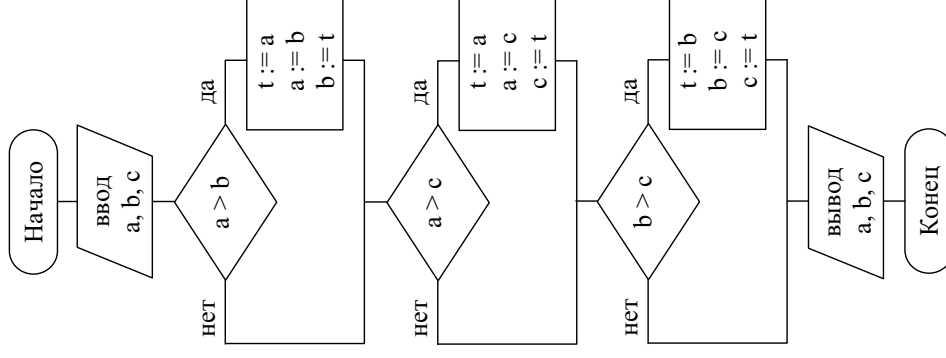 Начало
ввод
a, b, c
a > b
нет
да
t := a
a := b
b := t
a > c
нет
да
t := a
a := c
c := t
b > c
нет
да
t := b
b := c
c := t
вывод
a, b, c
Конец